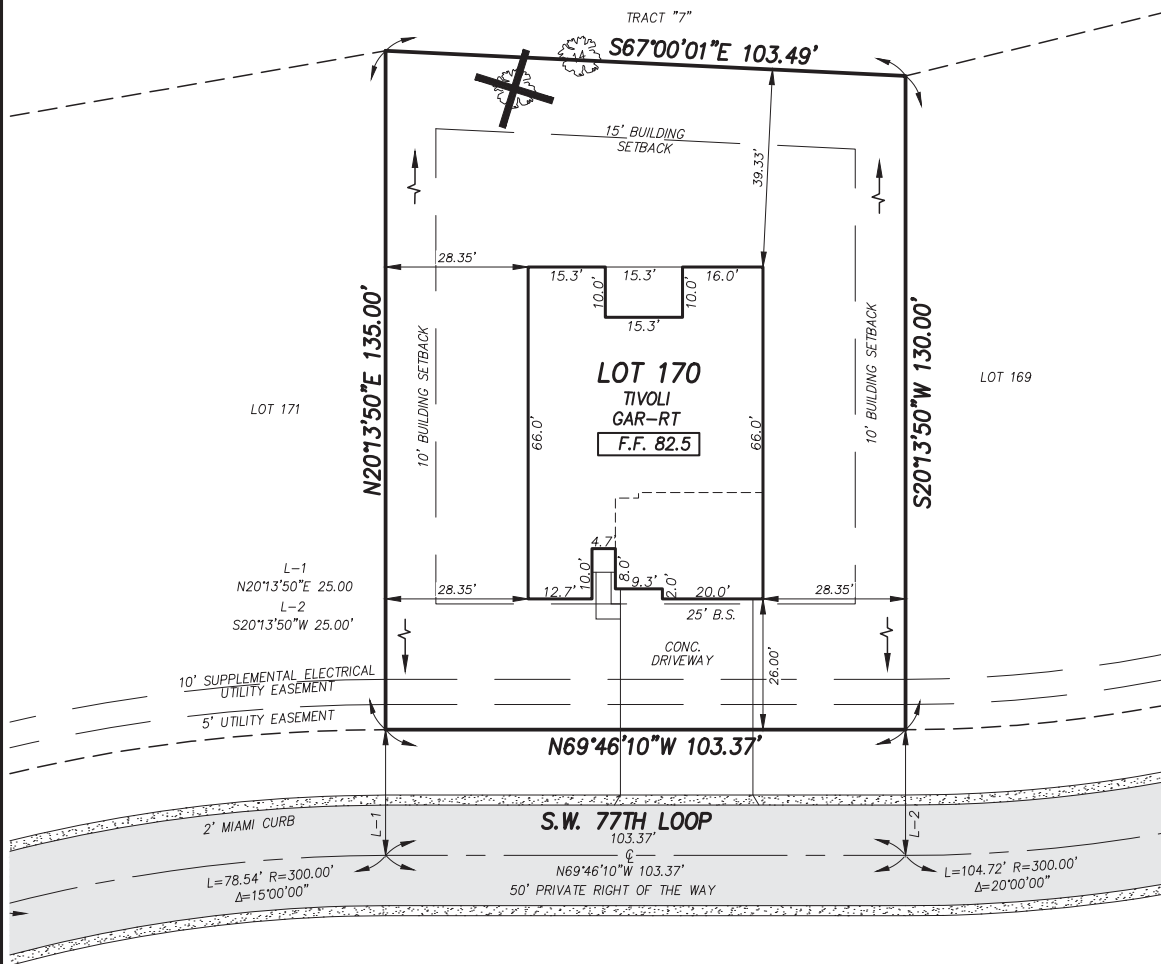 TRACT "7"
S67°00'01"E 103.49'
14
15' BUILDING
SETBACK
39.33'
28.35'
15.3'
15.3'
16.0'
10.0'
10.0'
15.3'
N20°13'50"E 135.00'
10' BUILDING SETBACK
LOT 170
TIVOLI
GAR-RT
F.F. 82.5
66.0'
66.0'
10' BUILDING SETBACK
S20°13'50"W 130.00'
LOT 171
LOT 169
4.7'
10.0'
8.0'
9.3'
2.0'
12.7'
20.0'
28.35'
28.35'
25' B.S.
L-1
N20°13'50"E 25.00
L-2
S20°13'50"W 25.00'
CONC.
DRIVEWAY
26.00'
10' SUPPLEMENTAL ELECTRICAL
UTILITY EASEMENT
5' UTILITY EASEMENT
N69°46'10"W 103.37'
2' MIAMI CURB
L-1
S.W. 77TH LOOP
103.37'
L-2
℄
N69°46'10"W 103.37'
50' PRIVATE RIGHT OF THE WAY
L=78.54' R=300.00'
Δ=15°00'00"
L=104.72' R=300.00'
Δ=20°00'00"